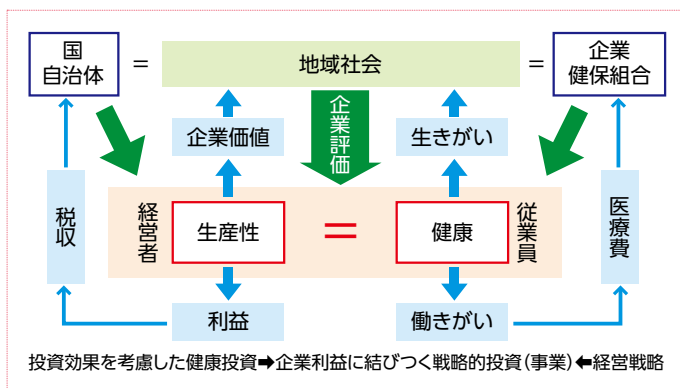 国
自治体
=
地域社会
=
企業
健保組合
企業価値
企業評価
生きがい
税収
経営者
生産性
=
健康
従業員
医療費
利益
働きがい
投資効果を考慮した健康投資➡企業利益に結びつく戦略的投資(事業)⬅経営戦略